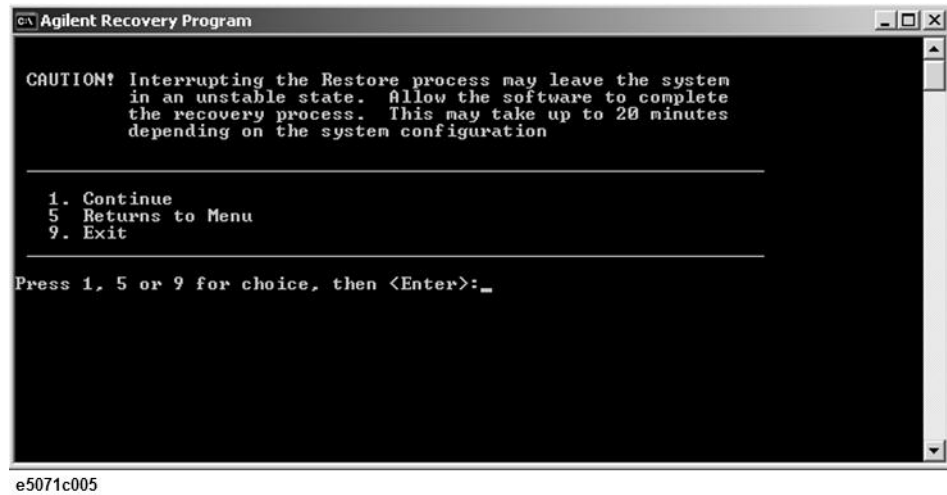 Agilent Recovery Program
CAUTION! Interrupting the Restore process may leave the system
in an unstable state. Allow the software to complete
the recovery process. This may take up to 20 minutes
depending on the system configuration
1. Continue
5 Returns to Menu
9. Exit
Press 1, 5 or 9 for choice, then <Enter>:_
e5071c005